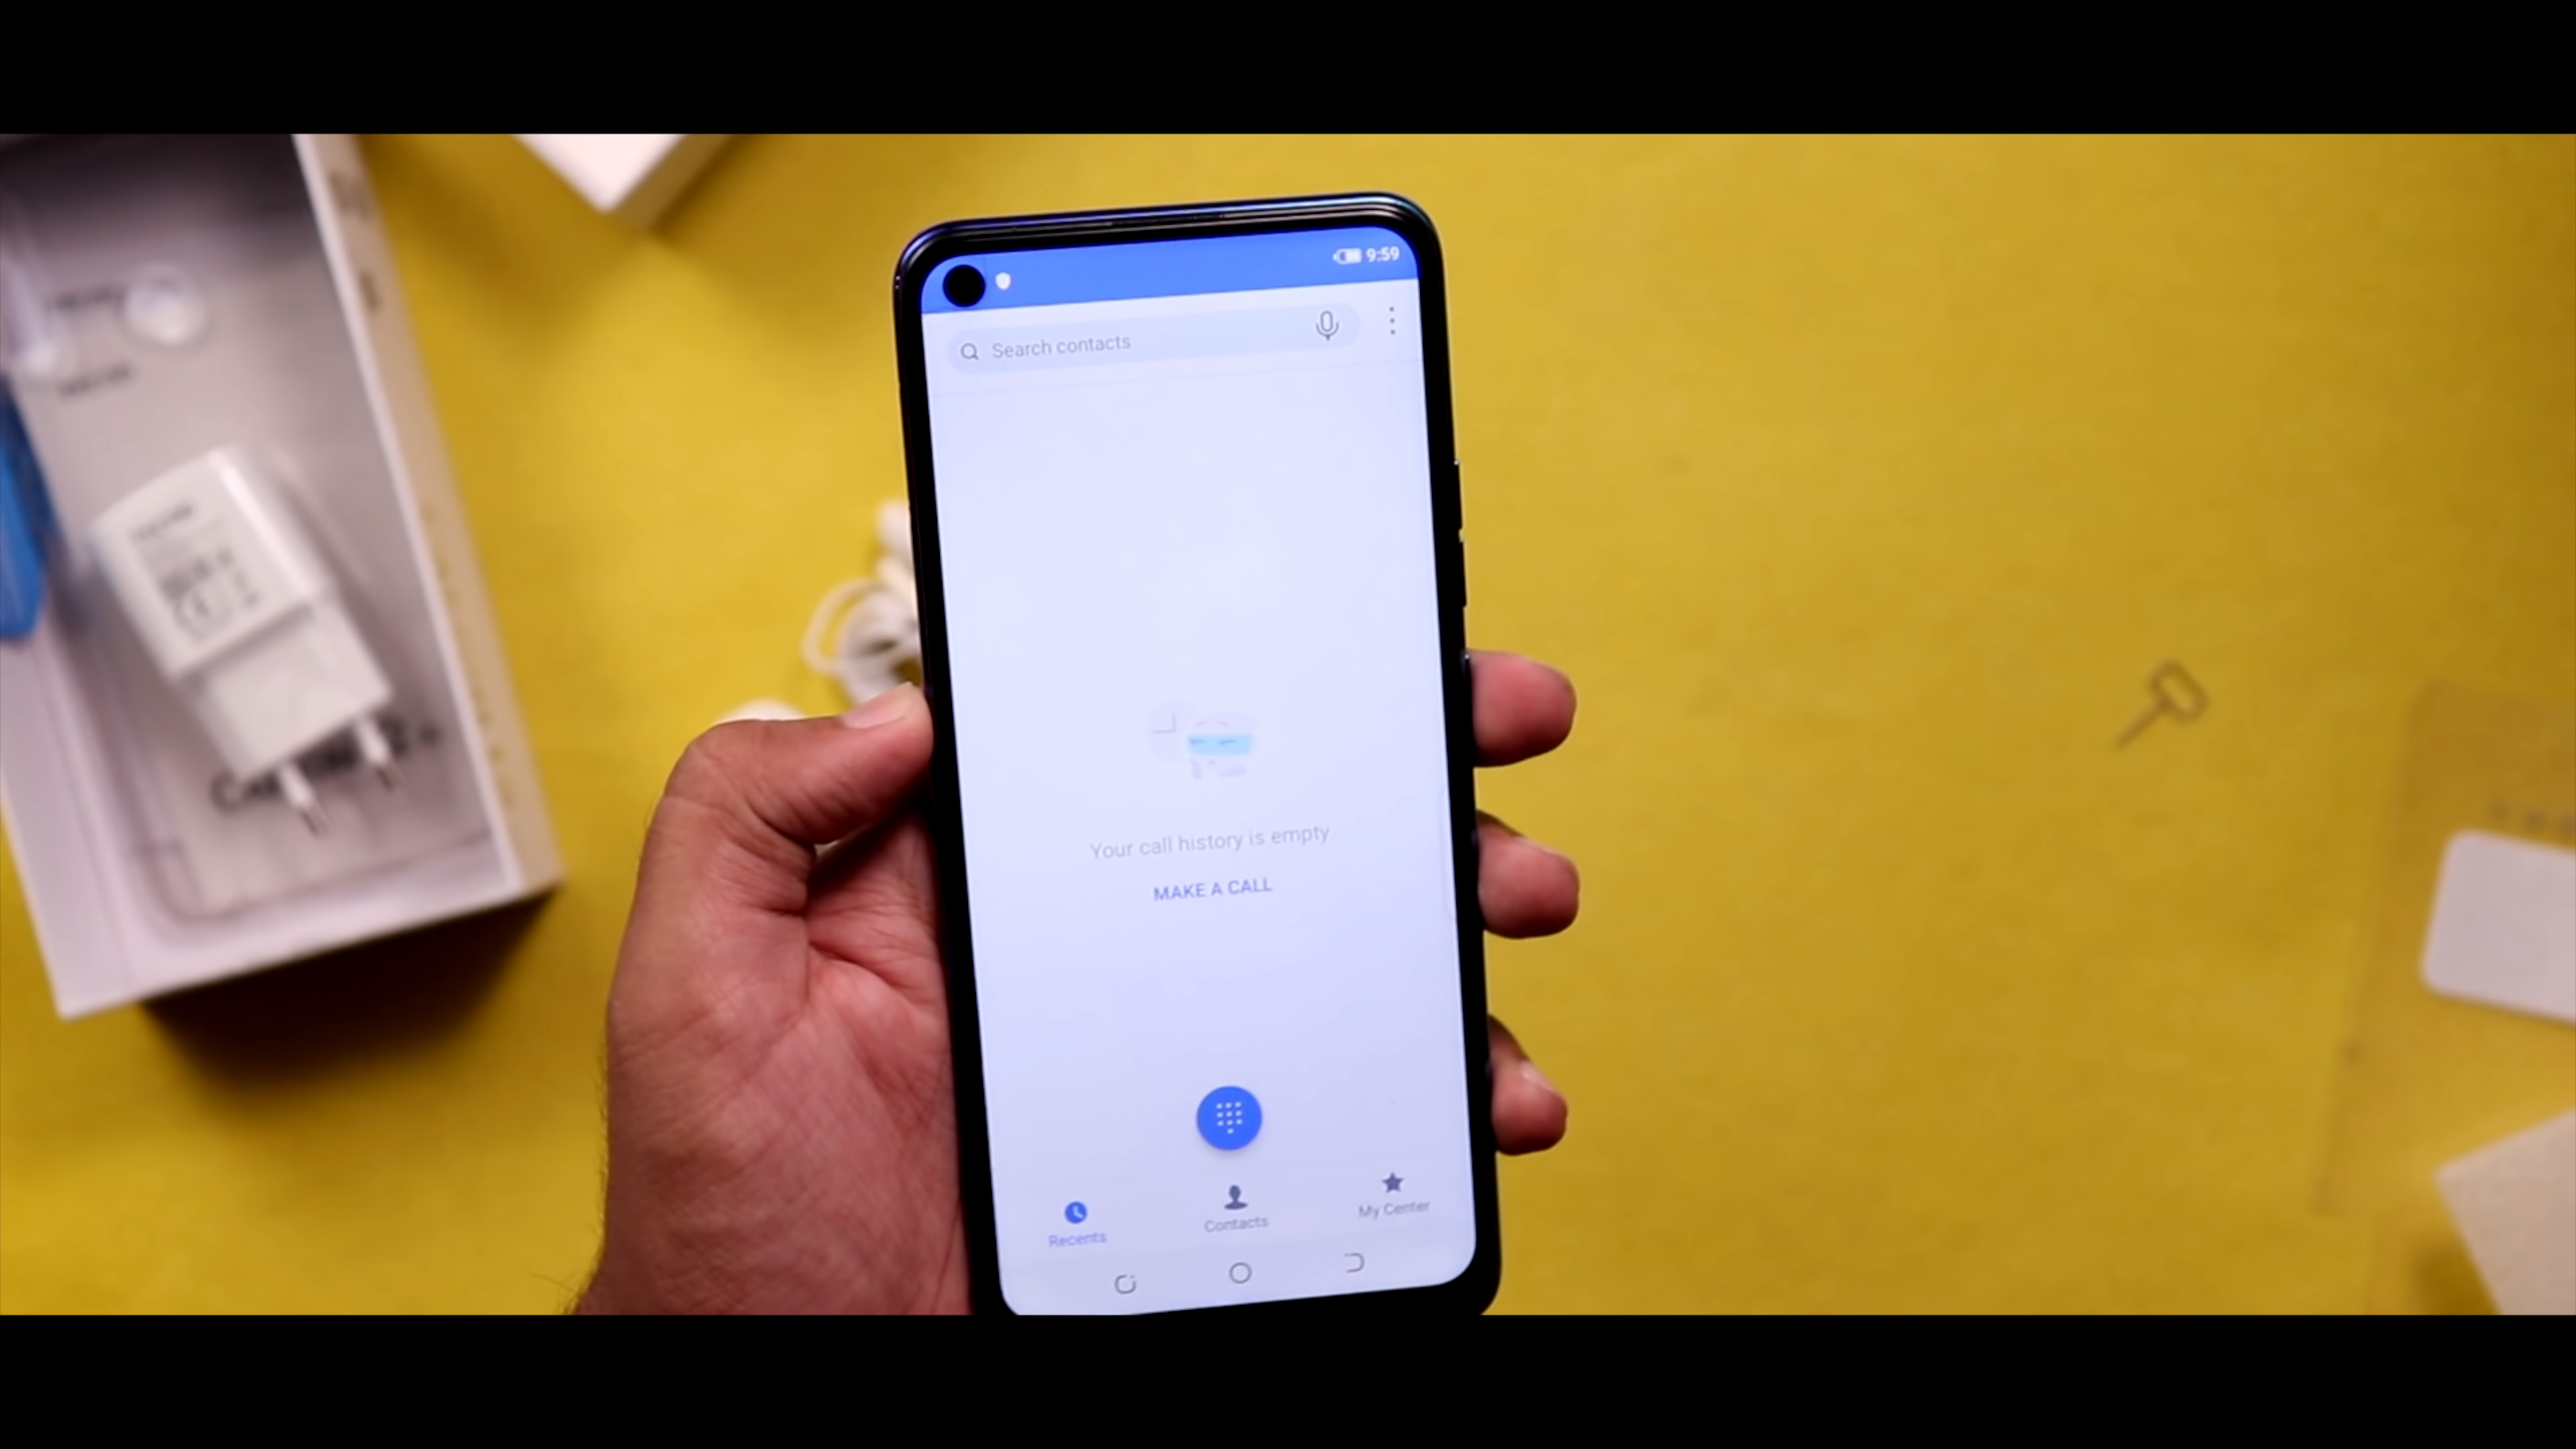 9:59
Search contacts
Your call history is empty
MAKE A CALL
Recents
Contacts
My Center